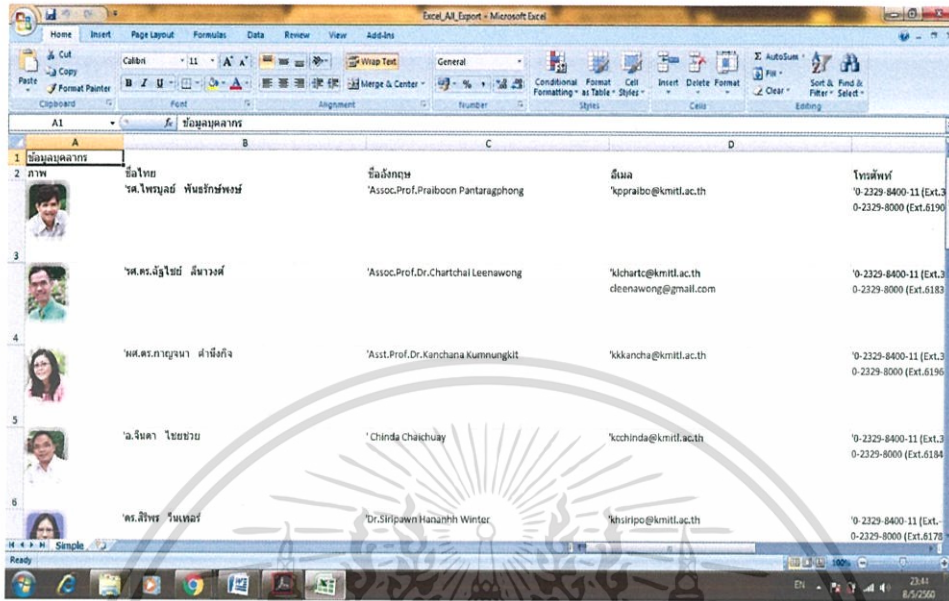 Excel_All_Export - Microsoft Excel
Home Insert Page Layout Formulas Data Review View Add-Ins
Cut
Copy
Format Painter
Paste
Clipboard
Calibri 11
B I U
Font
Wrap Text
Merge & Center
Alignment
General
Number
Conditional Formatting
Format as Table
Cell Styles
Styles
Insert Delete Format
Cells
AutoSum
Fill
Clear
Sort & Filter
Find & Select
Editing
A1 fx ข้อมูลบุคลากร
A B C D
1 ข้อมูลบุคลากร
2 ภาพ ชื่อไทย ชื่ออังกฤษ อีเมล โทรศัพท์
'รศ.ไพรบูลย์ พันธรักษ์พงษ์ 'Assoc.Prof.Praiboon Pantaragphong 'kppraibo@kmitl.ac.th '0-2329-8400-11 (Ext.3
0-2329-8000 (Ext.6190
3
'รศ.ดร.ฉัฐไชย์ ลีนาวงศ์ 'Assoc.Prof.Dr.Chartchai Leenawong 'klchartc@kmitl.ac.th '0-2329-8400-11 (Ext.3
cleenawong@gmail.com 0-2329-8000 (Ext.6183
4
'ผศ.ดร.กาญจนา คำนึงกิจ 'Asst.Prof.Dr.Kanchana Kumnungkit 'kkkancha@kmitl.ac.th '0-2329-8400-11 (Ext.3
0-2329-8000 (Ext.6196
5
'อ.จินดา ไชยช่วย ' Chinda Chaichuay 'kcchinda@kmitl.ac.th '0-2329-8400-11 (Ext.3
0-2329-8000 (Ext.6184
6
'ดร.สิริพร วินเทอร์ 'Dr.Siripawn Hananhh Winter 'khsiripo@kmitl.ac.th '0-2329-8400-11 (Ext.
0-2329-8000 (Ext.6178
Simple
Ready 100%
EN 23:44
8/5/2560